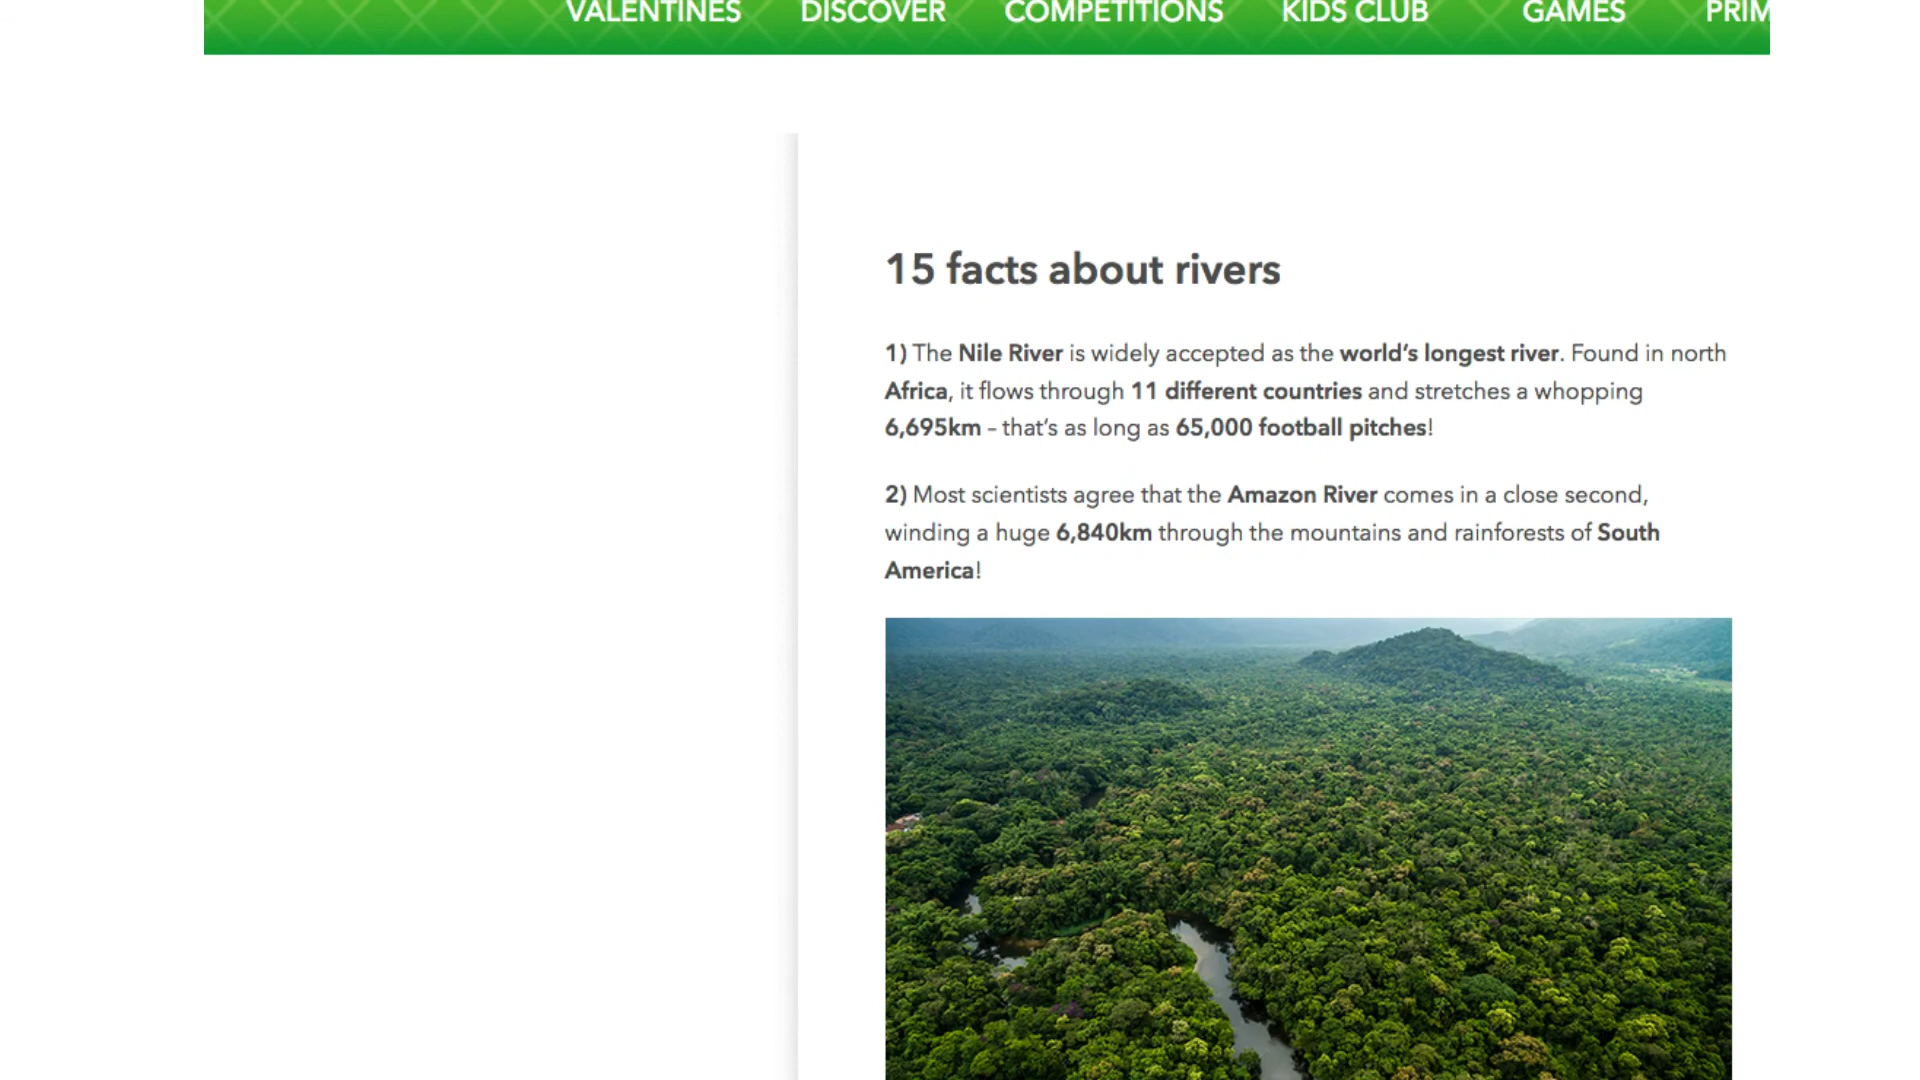 VALENTINES DISCOVER COMPETITIONS KIDS CLUB GAMES PRIM
15 facts about rivers
1) The Nile River is widely accepted as the world’s longest river. Found in north
Africa, it flows through 11 different countries and stretches a whopping
6,695km – that’s as long as 65,000 football pitches!
2) Most scientists agree that the Amazon River comes in a close second,
winding a huge 6,840km through the mountains and rainforests of South
America!